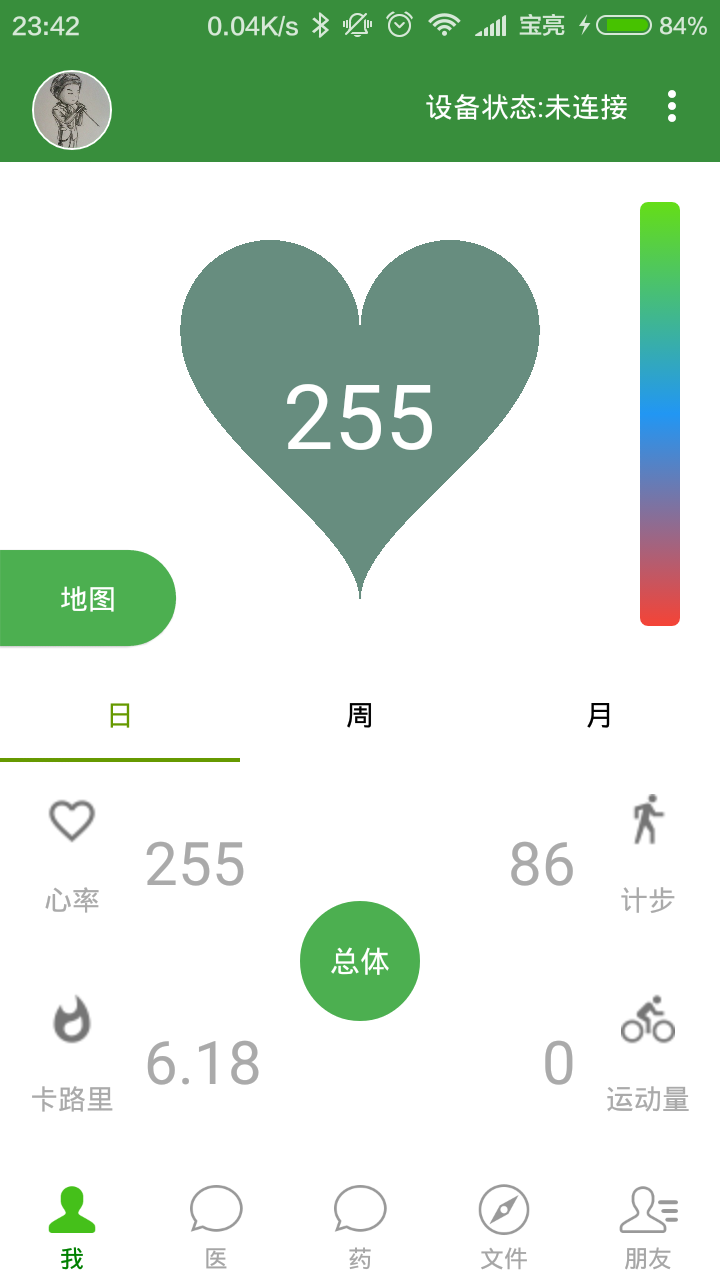 23:42 0.04K/s 宝亮 84%
设备状态:未连接
255
地图
日 周 月
255 86
心率 计步
总体
6.18 0
卡路里 运动量
我 医 药 文件 朋友